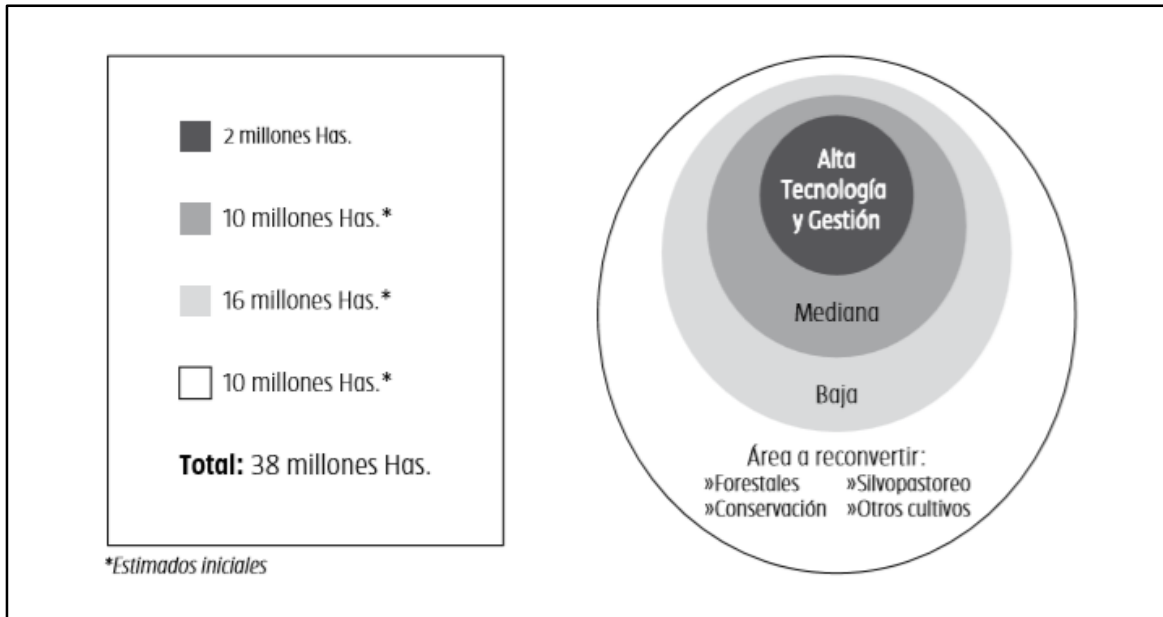 2 millones Has.
10 millones Has.*
16 millones Has.*
10 millones Has.*
Total: 38 millones Has.
*Estimados iniciales
Alta
Tecnología
y Gestión
Mediana
Baja
Área a reconvertir:
»Forestales »Silvopastoreo
»Conservación »Otros cultivos